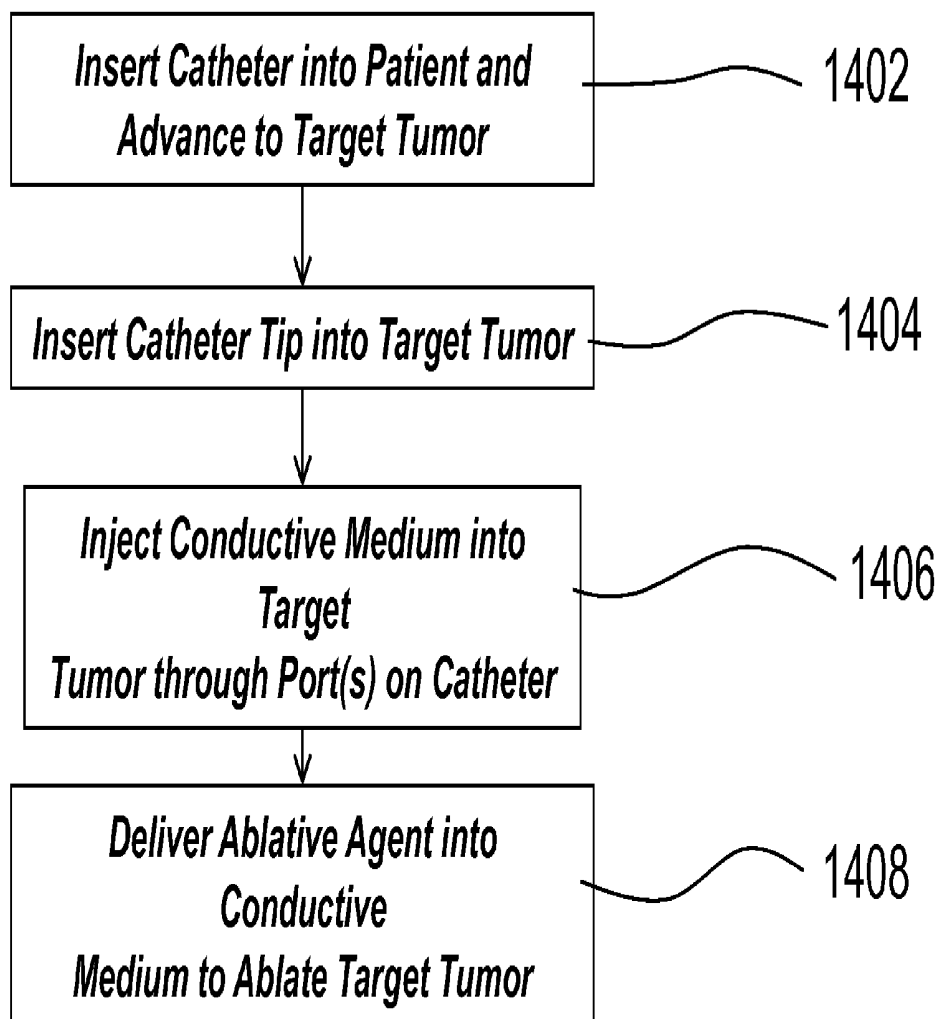 Insert Catheter into Patient and
Advance to Target Tumor
1402
Insert Catheter Tip into Target Tumor
1404
Inject Conductive Medium into
Target
Tumor through Port(s) on Catheter
1406
Deliver Ablative Agent into
Conductive
Medium to Ablate Target Tumor
1408